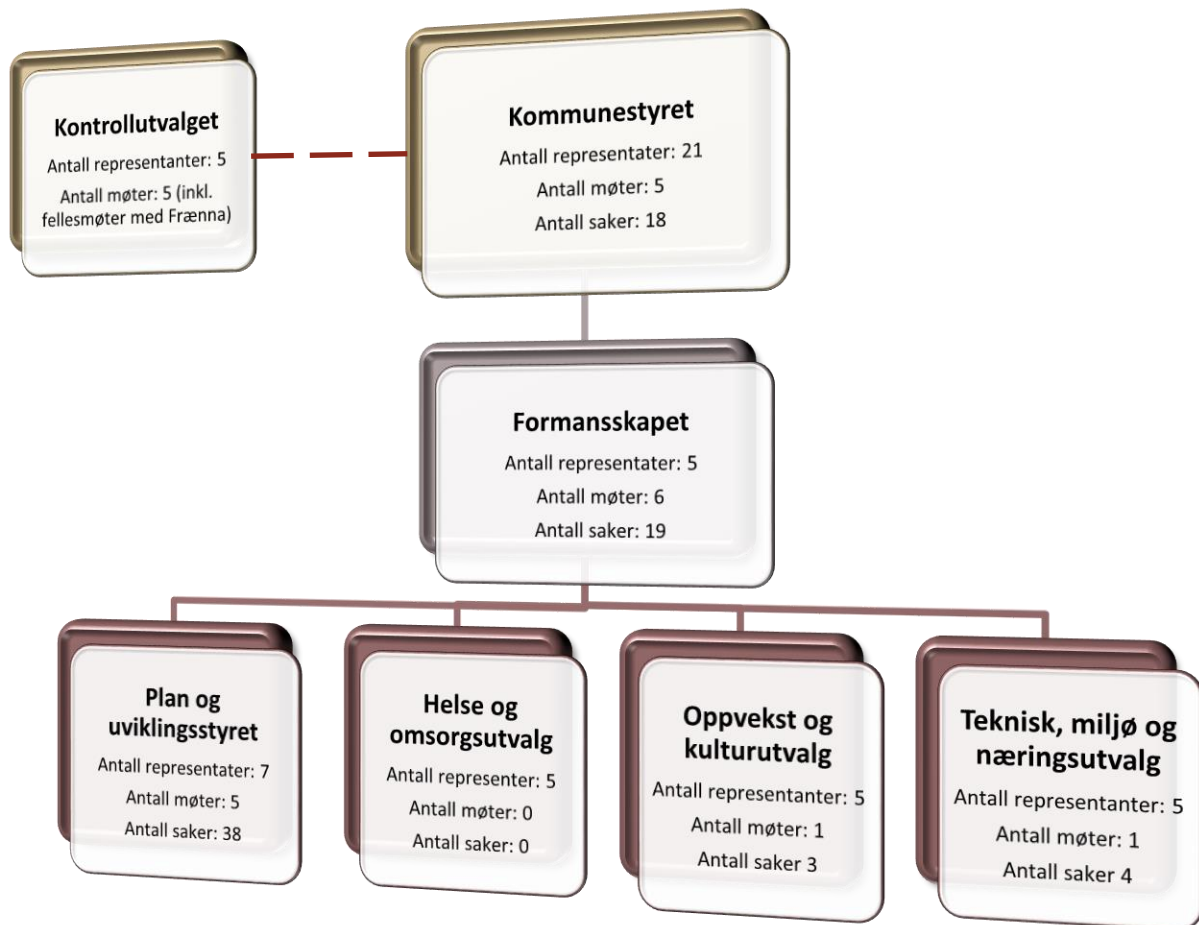 Kontrollutvalget
Antall representanter: 5
Antall møter: 5 (inkl.
fellesmøter med Frænna)
Kommunestyret
Antall representater: 21
Antall møter: 5
Antall saker: 18
Formansskapet
Antall representater: 5
Antall møter: 6
Antall saker: 19
Plan og
uviklingsstyret
Antall representater: 7
Antall møter: 5
Antall saker: 38
Helse og
omsorgsutvalg
Antall representer: 5
Antall møter: 0
Antall saker: 0
Oppvekst og
kulturutvalg
Antall representanter: 5
Antall møter: 1
Antall saker 3
Teknisk, miljø og
næringsutvalg
Antall representanter: 5
Antall møter: 1
Antall saker 4